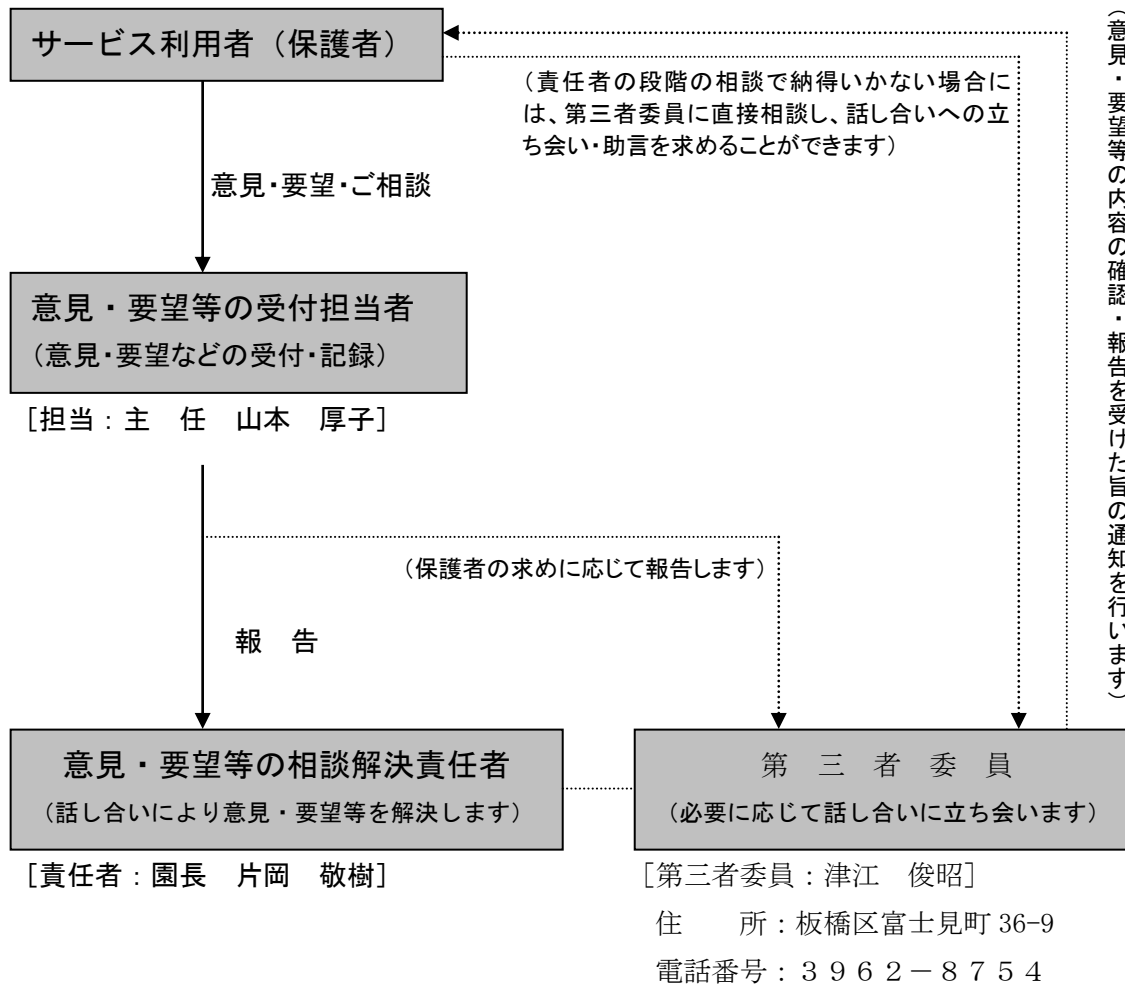 サービス利用者（保護者）
（責任者の段階の相談で納得いかない場合に
は、第三者委員に直接相談し、話し合いへの立
ち会い・助言を求めることができます）
意見・要望・ご相談
意見・要望等の受付担当者
（意見・要望などの受付・記録）
［担当：主　任　山本　厚子］
（保護者の求めに応じて報告します）
報　告
意見・要望等の相談解決責任者
（話し合いにより意見・要望等を解決します）
［責任者：園長　片岡　敬樹］
第　三　者　委　員
（必要に応じて話し合いに立ち会います）
［第三者委員：津江　俊昭］
住　　所：板橋区富士見町 36-9
電話番号：３９６２－８７５４
（意見・要望等の内容の確認・報告を受けた旨の通知を行います）